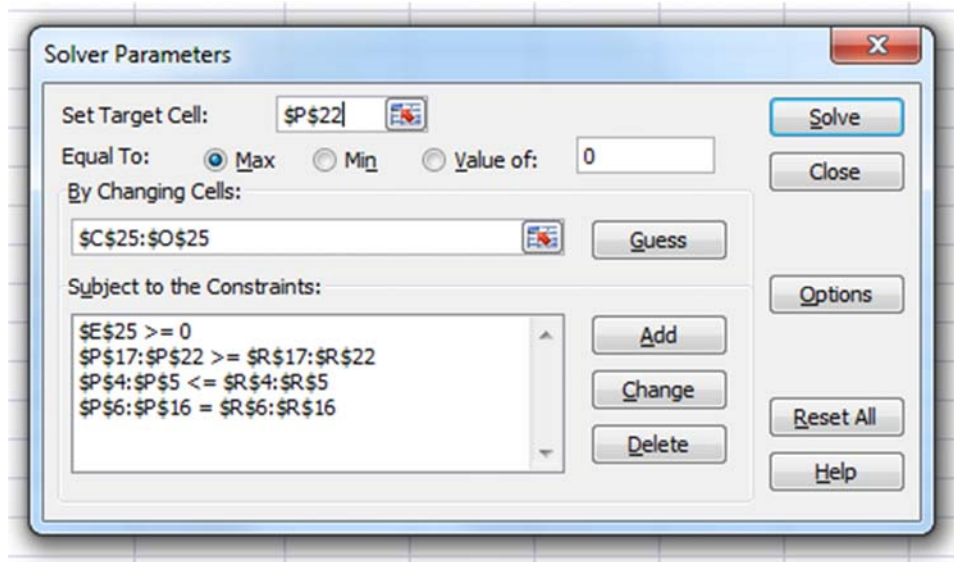 Solver Parameters
Set Target Cell: $P$22
Solve
Equal To: Max Min Value of: 0
Close
By Changing Cells:
$C$25:$O$25
Guess
Subject to the Constraints:
Options
$E$25 >= 0
Add
$P$17:$P$22 >= $R$17:$R$22
$P$4:$P$5 <= $R$4:$R$5
Change
$P$6:$P$16 = $R$6:$R$16
Reset All
Delete
Help